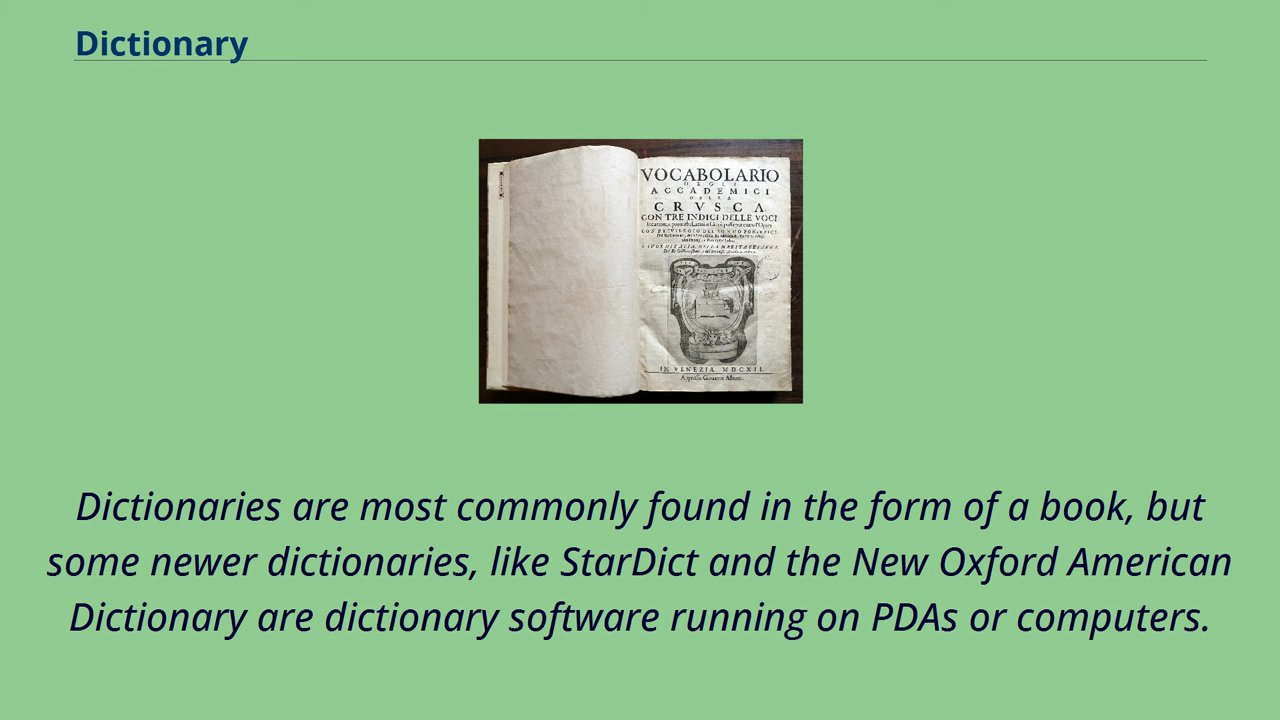 Dictionary
VOCABOLARIO
DEGLI
ACCADEMICI
DELLA
CRVSCA
CON TRE INDICI DELLE VOCI
IN VENEZIA MDCXII
Dictionaries are most commonly found in the form of a book, but
some newer dictionaries, like StarDict and the New Oxford American
Dictionary are dictionary software running on PDAs or computers.